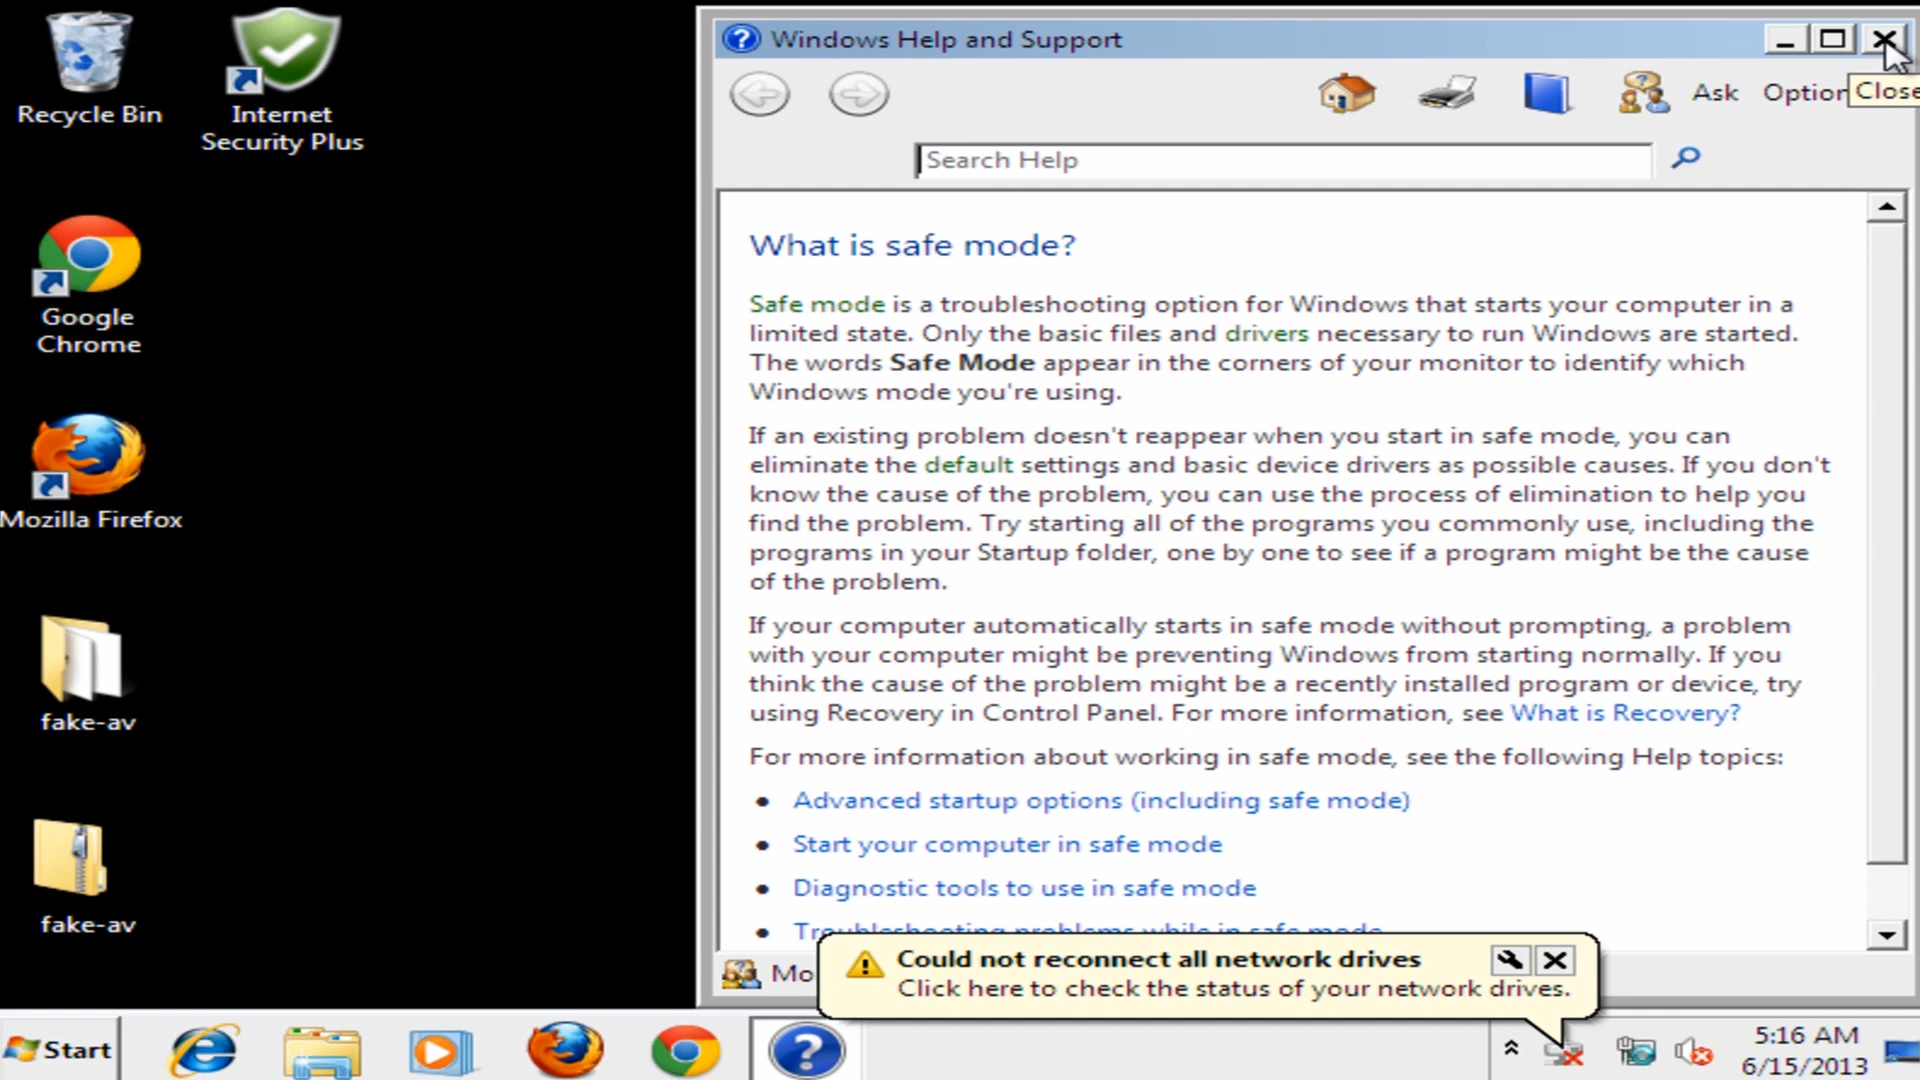 Recycle Bin
Internet
Security Plus
Google
Chrome
Mozilla Firefox
fake-av
fake-av
Windows Help and Support
Ask
Option
Close
Search Help
What is safe mode?
Safe mode is a troubleshooting option for Windows that starts your computer in a
limited state. Only the basic files and drivers necessary to run Windows are started.
The words Safe Mode appear in the corners of your monitor to identify which
Windows mode you're using.
If an existing problem doesn't reappear when you start in safe mode, you can
eliminate the default settings and basic device drivers as possible causes. If you don't
know the cause of the problem, you can use the process of elimination to help you
find the problem. Try starting all of the programs you commonly use, including the
programs in your Startup folder, one by one to see if a program might be the cause
of the problem.
If your computer automatically starts in safe mode without prompting, a problem
with your computer might be preventing Windows from starting normally. If you
think the cause of the problem might be a recently installed program or device, try
using Recovery in Control Panel. For more information, see What is Recovery?
For more information about working in safe mode, see the following Help topics:
• Advanced startup options (including safe mode)
• Start your computer in safe mode
• Diagnostic tools to use in safe mode
• Troubleshooting problems while in safe mode
Mo
Could not reconnect all network drives
Click here to check the status of your network drives.
Start
5:16 AM
6/15/2013